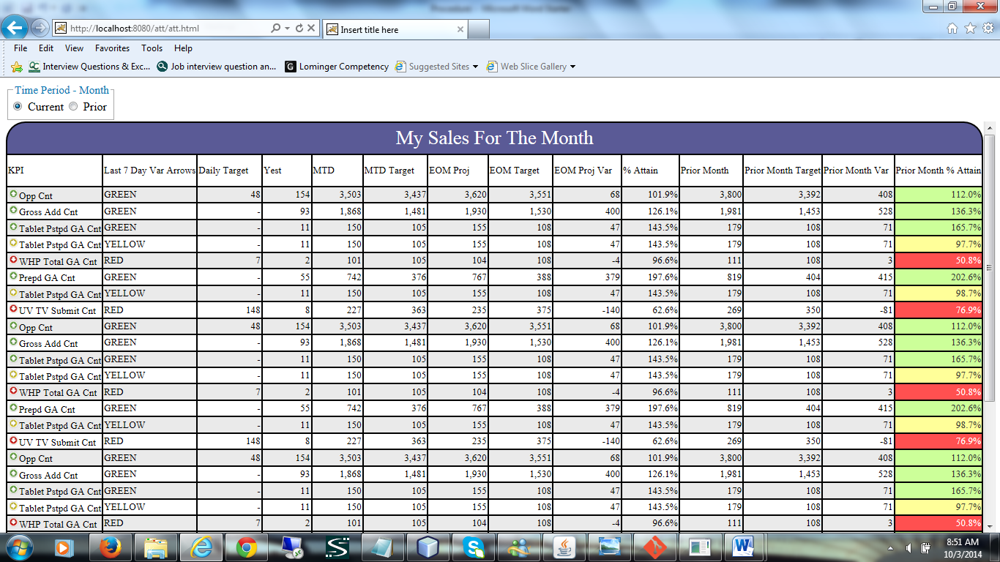 http://localhost:8080/att/att.html
Insert title here
File Edit View Favorites Tools Help
Interview Questions & Exc... Job interview question an... Lominger Competency Suggested Sites Web Slice Gallery
Time Period - Month
Current Prior
My Sales For The Month
KPI Last 7 Day Var Arrows Daily Target Yest MTD MTD Target EOM Proj EOM Target EOM Proj Var % Attain Prior Month Prior Month Target Prior Month Var Prior Month % Attain
Opp Cnt GREEN 48 154 3,503 3,437 3,620 3,551 68 101.9% 3,800 3,392 408 112.0%
Gross Add Cnt GREEN - 93 1,868 1,481 1,930 1,530 400 126.1% 1,981 1,453 528 136.3%
Tablet Pstpd GA Cnt GREEN - 11 150 105 155 108 47 143.5% 179 108 71 165.7%
Tablet Pstpd GA Cnt YELLOW - 11 150 105 155 108 47 143.5% 179 108 71 97.7%
WHP Total GA Cnt RED 7 2 101 105 104 108 -4 96.6% 111 108 3 50.8%
Prepd GA Cnt GREEN - 55 742 376 767 388 379 197.6% 819 404 415 202.6%
Tablet Pstpd GA Cnt YELLOW - 11 150 105 155 108 47 143.5% 179 108 71 98.7%
UV TV Submit Cnt RED 148 8 227 363 235 375 -140 62.6% 269 350 -81 76.9%
Opp Cnt GREEN 48 154 3,503 3,437 3,620 3,551 68 101.9% 3,800 3,392 408 112.0%
Gross Add Cnt GREEN - 93 1,868 1,481 1,930 1,530 400 126.1% 1,981 1,453 528 136.3%
Tablet Pstpd GA Cnt GREEN - 11 150 105 155 108 47 143.5% 179 108 71 165.7%
Tablet Pstpd GA Cnt YELLOW - 11 150 105 155 108 47 143.5% 179 108 71 97.7%
WHP Total GA Cnt RED 7 2 101 105 104 108 -4 96.6% 111 108 3 50.8%
Prepd GA Cnt GREEN - 55 742 376 767 388 379 197.6% 819 404 415 202.6%
Tablet Pstpd GA Cnt YELLOW - 11 150 105 155 108 47 143.5% 179 108 71 98.7%
UV TV Submit Cnt RED 148 8 227 363 235 375 -140 62.6% 269 350 -81 76.9%
Opp Cnt GREEN 48 154 3,503 3,437 3,620 3,551 68 101.9% 3,800 3,392 408 112.0%
Gross Add Cnt GREEN - 93 1,868 1,481 1,930 1,530 400 126.1% 1,981 1,453 528 136.3%
Tablet Pstpd GA Cnt GREEN - 11 150 105 155 108 47 143.5% 179 108 71 165.7%
Tablet Pstpd GA Cnt YELLOW - 11 150 105 155 108 47 143.5% 179 108 71 97.7%
WHP Total GA Cnt RED 7 2 101 105 104 108 -4 96.6% 111 108 3 50.8%
8:51 AM
10/3/2014